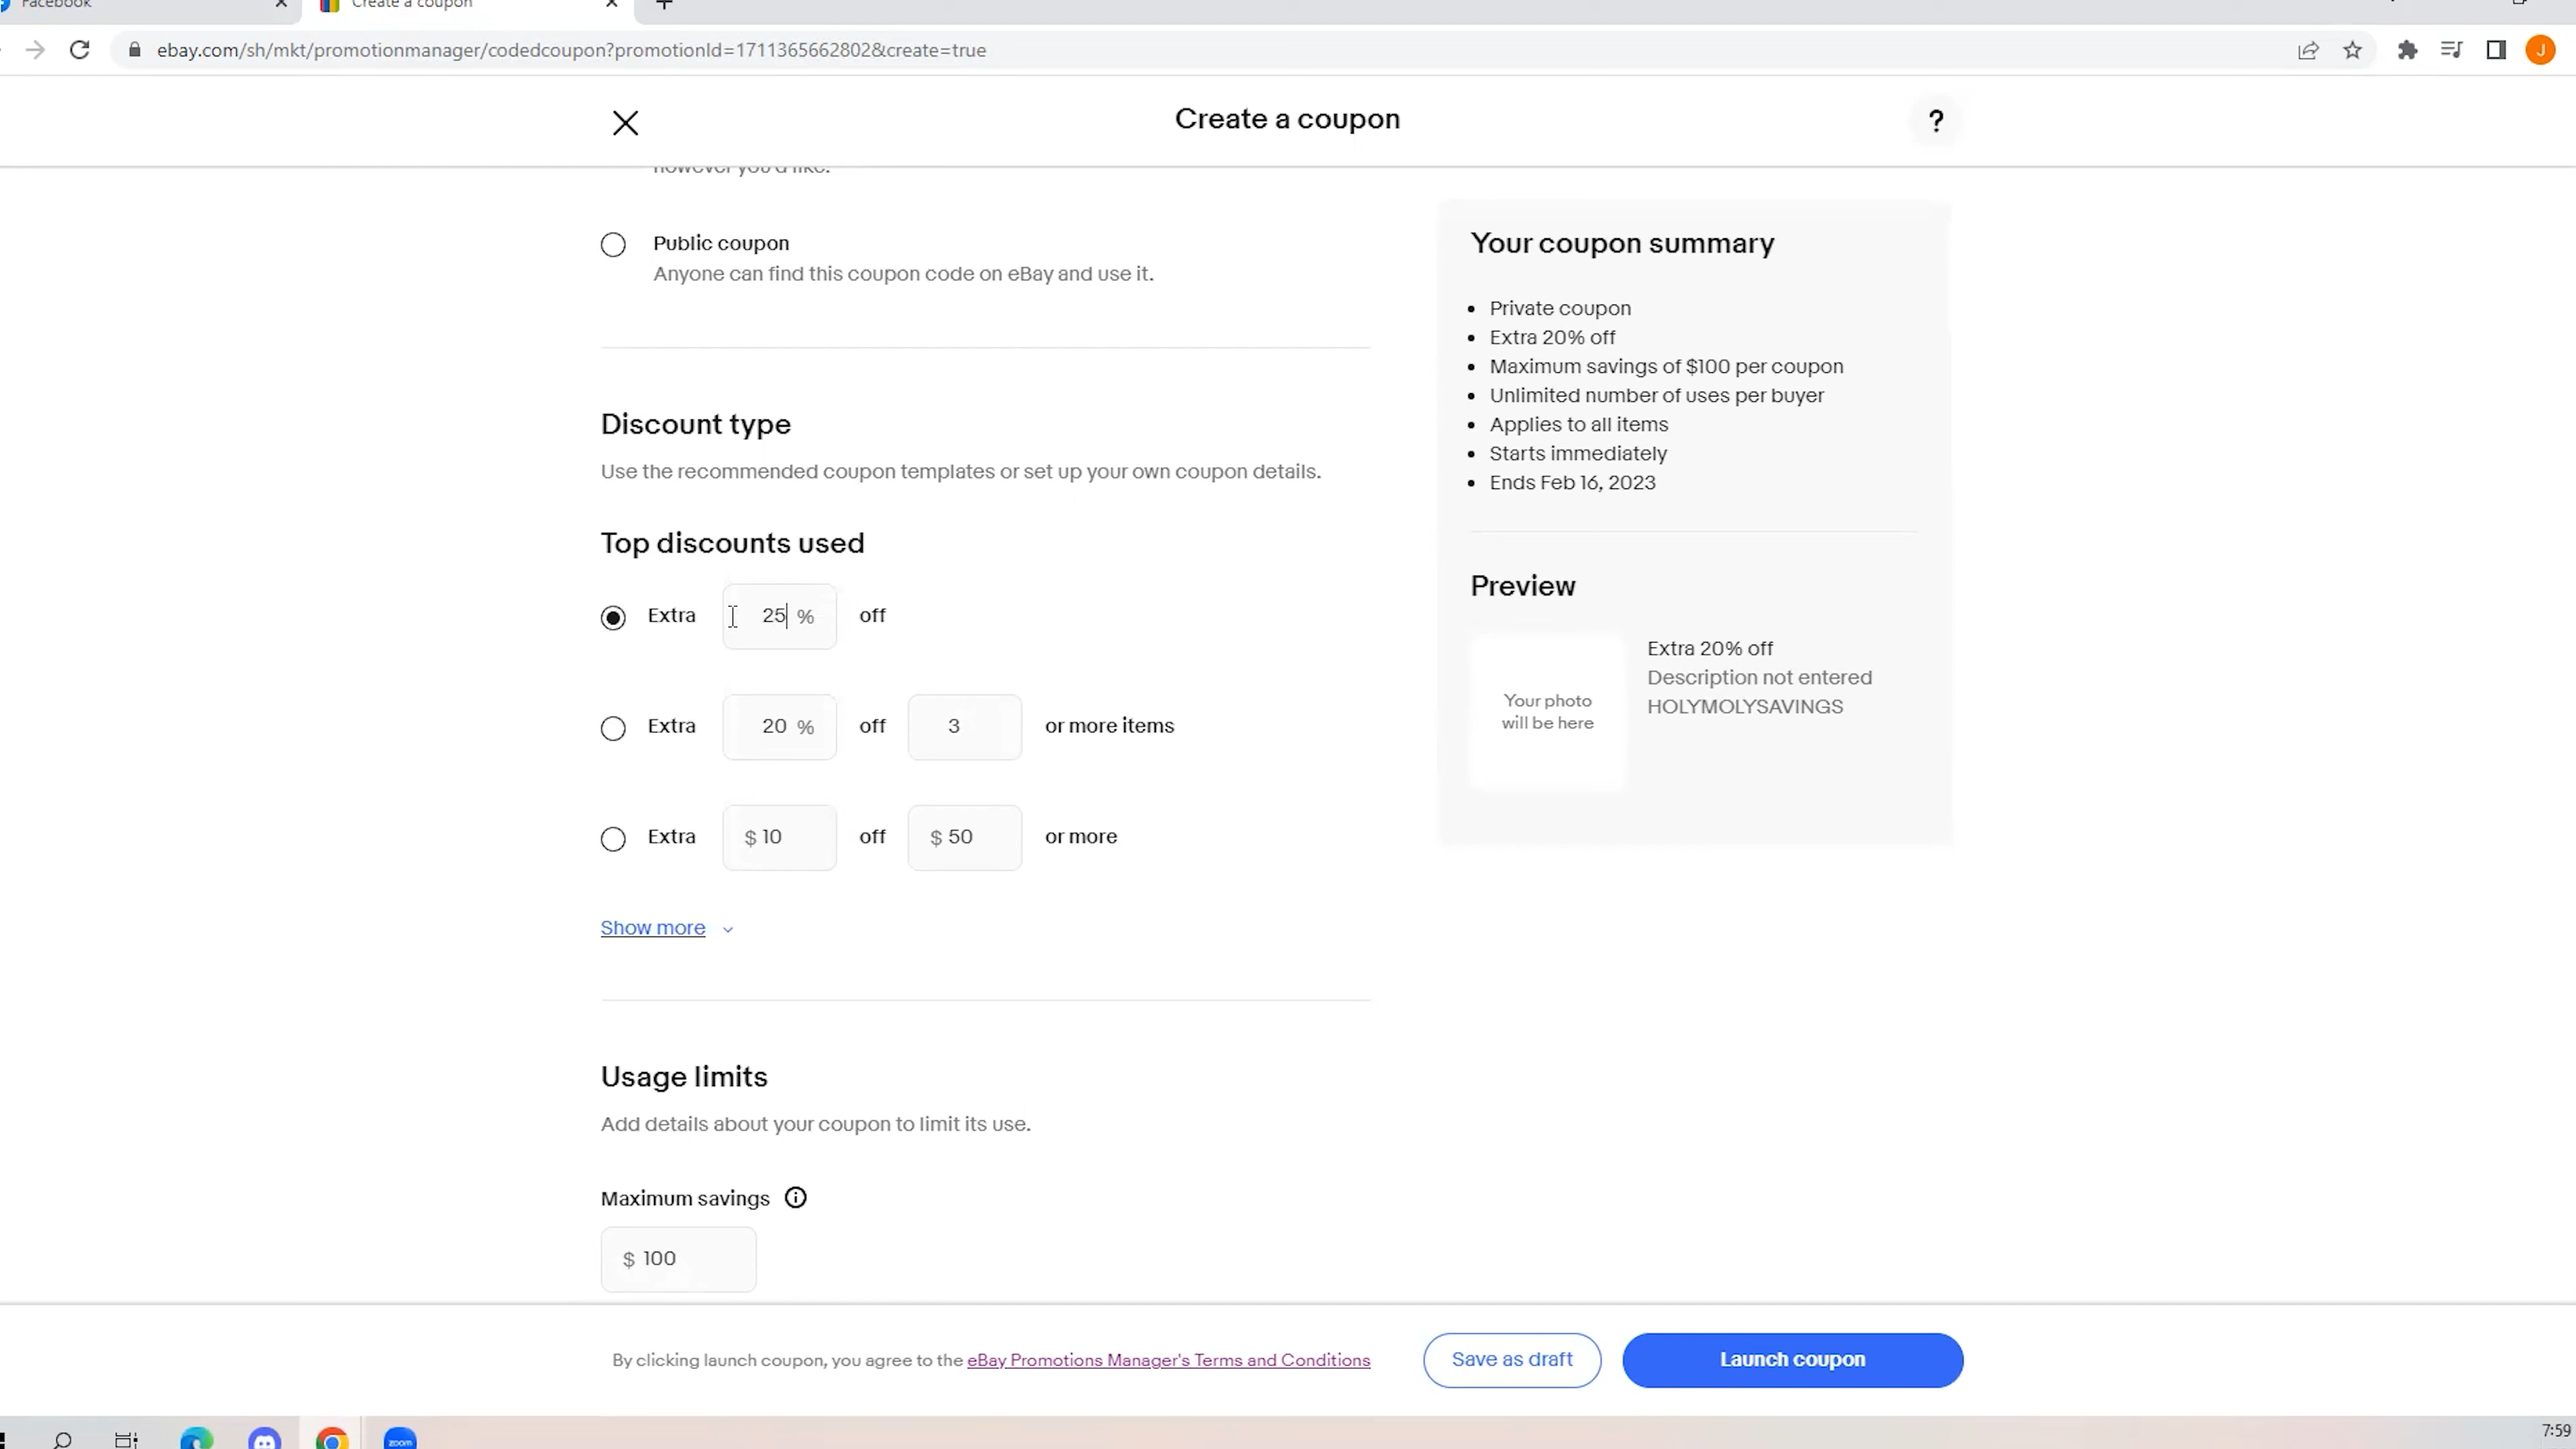 Facebook
Create a coupon
ebay.com/sh/mkt/promotionmanager/codedcoupon?promotionId=1711365662802&create=true
J
Create a coupon
?
however you'd like.
Public coupon
Anyone can find this coupon code on eBay and use it.
Discount type
Use the recommended coupon templates or set up your own coupon details.
Top discounts used
Extra 25 % off
Extra 20 % off 3 or more items
Extra $ 10 off $ 50 or more
Show more
Usage limits
Add details about your coupon to limit its use.
Maximum savings
$ 100
Your coupon summary
• Private coupon
• Extra 20% off
• Maximum savings of $100 per coupon
• Unlimited number of uses per buyer
• Applies to all items
• Starts immediately
• Ends Feb 16, 2023
Preview
Your photo
will be here
Extra 20% off
Description not entered
HOLYMOLYSAVINGS
By clicking launch coupon, you agree to the eBay Promotions Manager's Terms and Conditions
Save as draft
Launch coupon
zoom
7:59